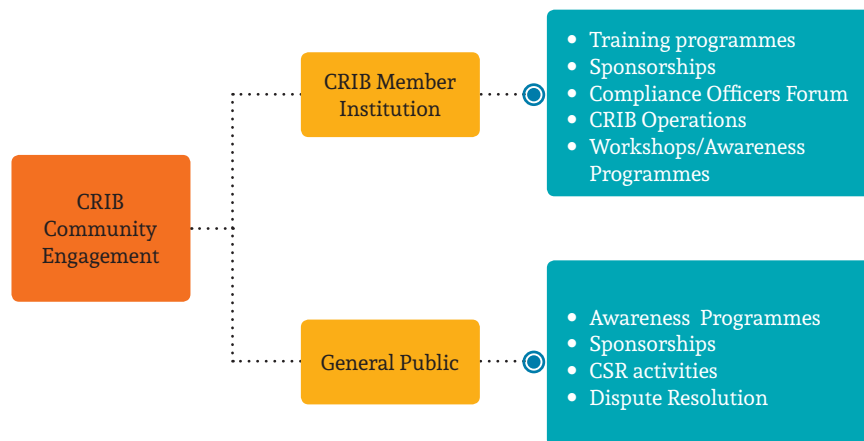 CRIB
Community
Engagement
CRIB Member
Institution
• Training programmes
• Sponsorships
• Compliance Officers Forum
• CRIB Operations
• Workshops/Awareness
Programmes
General Public
• Awareness Programmes
• Sponsorships
• CSR activities
• Dispute Resolution